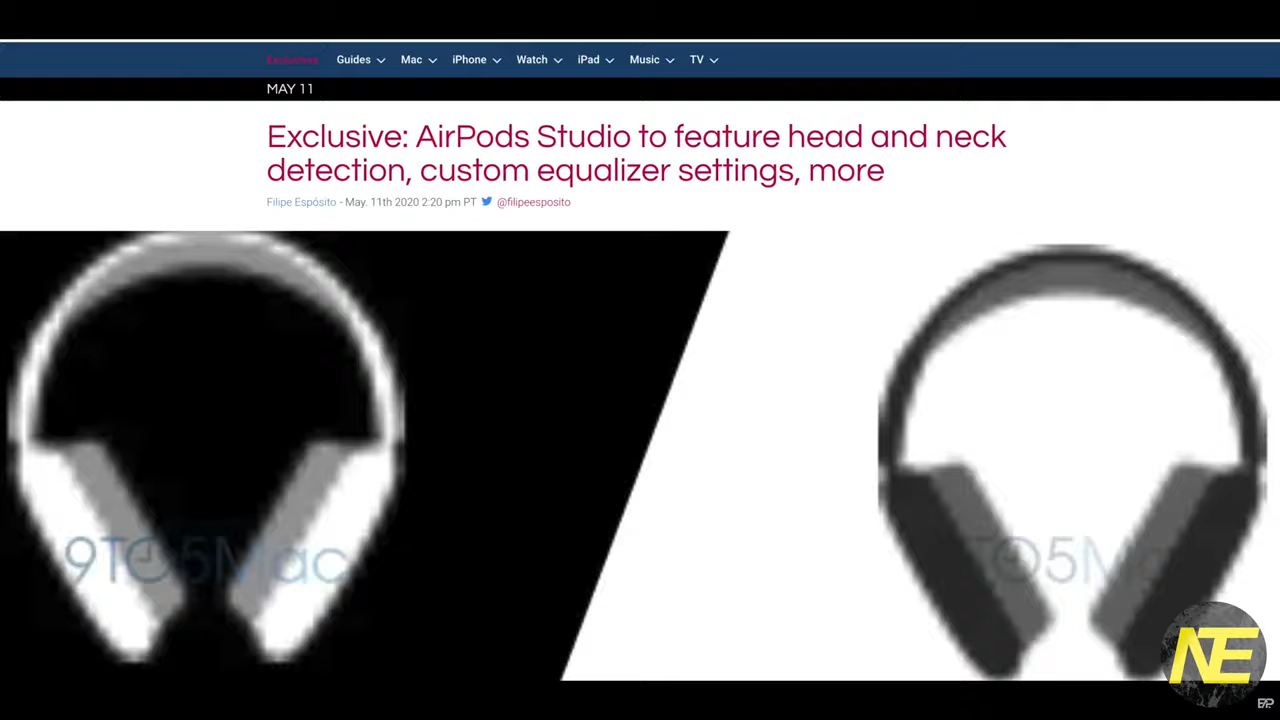 Exclusives Guides Mac iPhone Watch iPad Music TV
MAY 11
Exclusive: AirPods Studio to feature head and neck
detection, custom equalizer settings, more
Filipe Espósito - May. 11th 2020 2:20 pm PT @filipeesposito
9TO5Mac
NE